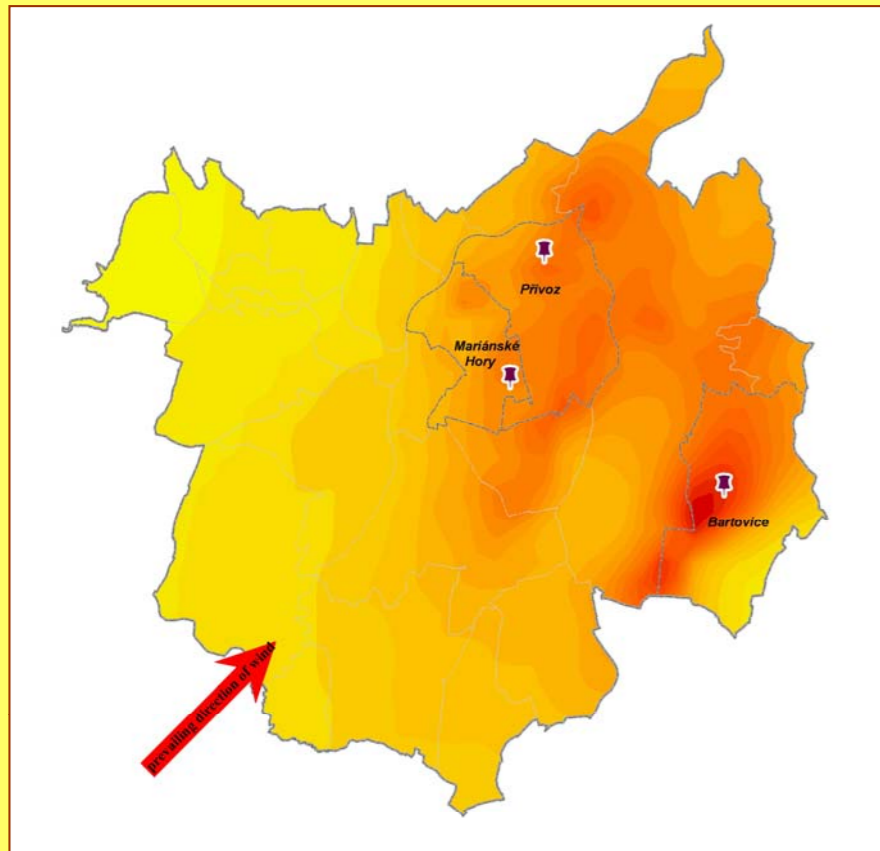 Přívoz
Mariánské
Hory
Bartovice
prevailing direction of wind